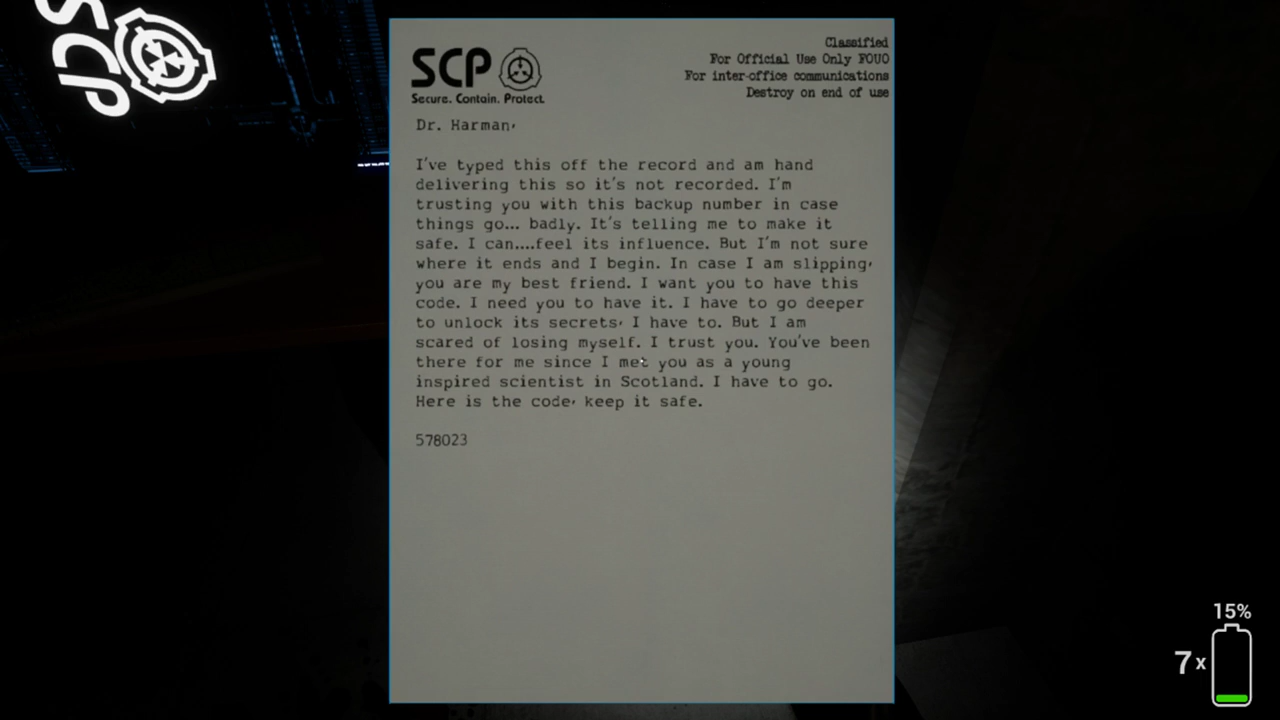 SCP
SCP
Secure. Contain. Protect.
Classified
For Official Use Only FOUO
For inter-office communications
Destroy on end of use
Dr. Harman,
I've typed this off the record and am hand
delivering this so it's not recorded. I'm
trusting you with this backup number in case
things go... badly. It's telling me to make it
safe. I can....feel its influence. But I'm not sure
where it ends and I begin. In case I am slipping,
you are my best friend. I want you to have this
code. I need you to have it. I have to go deeper
to unlock its secrets, I have to. But I am
scared of losing myself. I trust you. You've been
there for me since I met you as a young
inspired scientist in Scotland. I have to go.
Here is the code, keep it safe.
578023
15%
7x